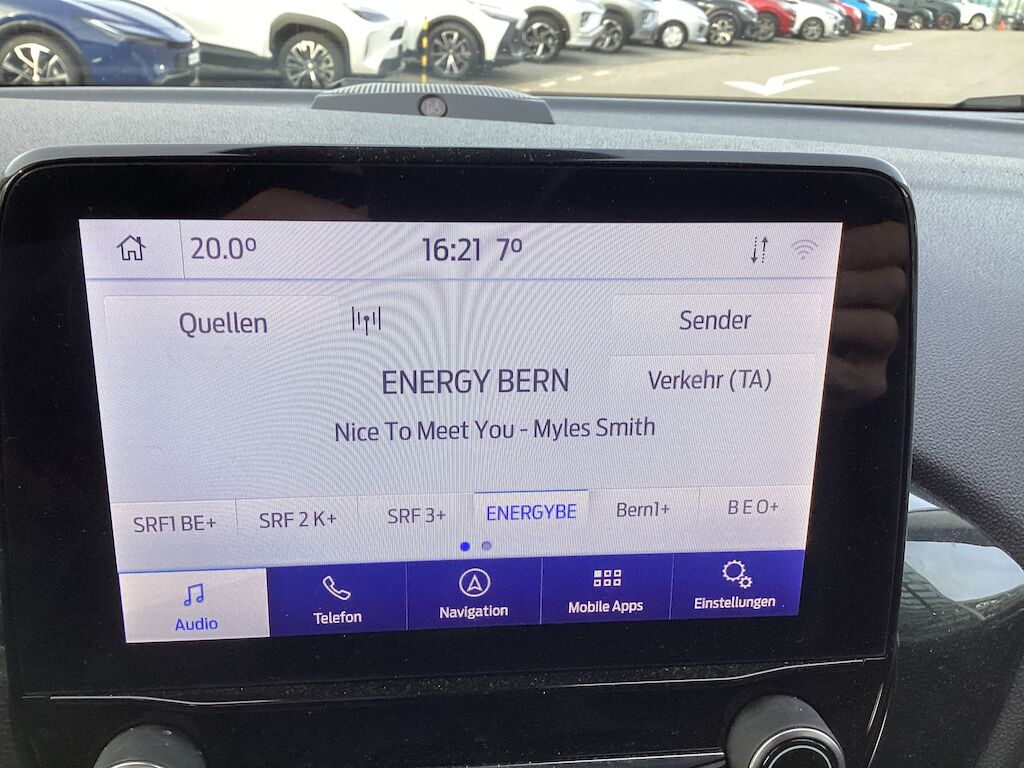 20.0° 16:21 7°
Quellen Sender
ENERGY BERN Verkehr (TA)
Nice To Meet You - Myles Smith
SRF1 BE+ SRF 2 K+ SRF 3+ ENERGYBE Bern1+ B E O+
Audio Telefon Navigation Mobile Apps Einstellungen